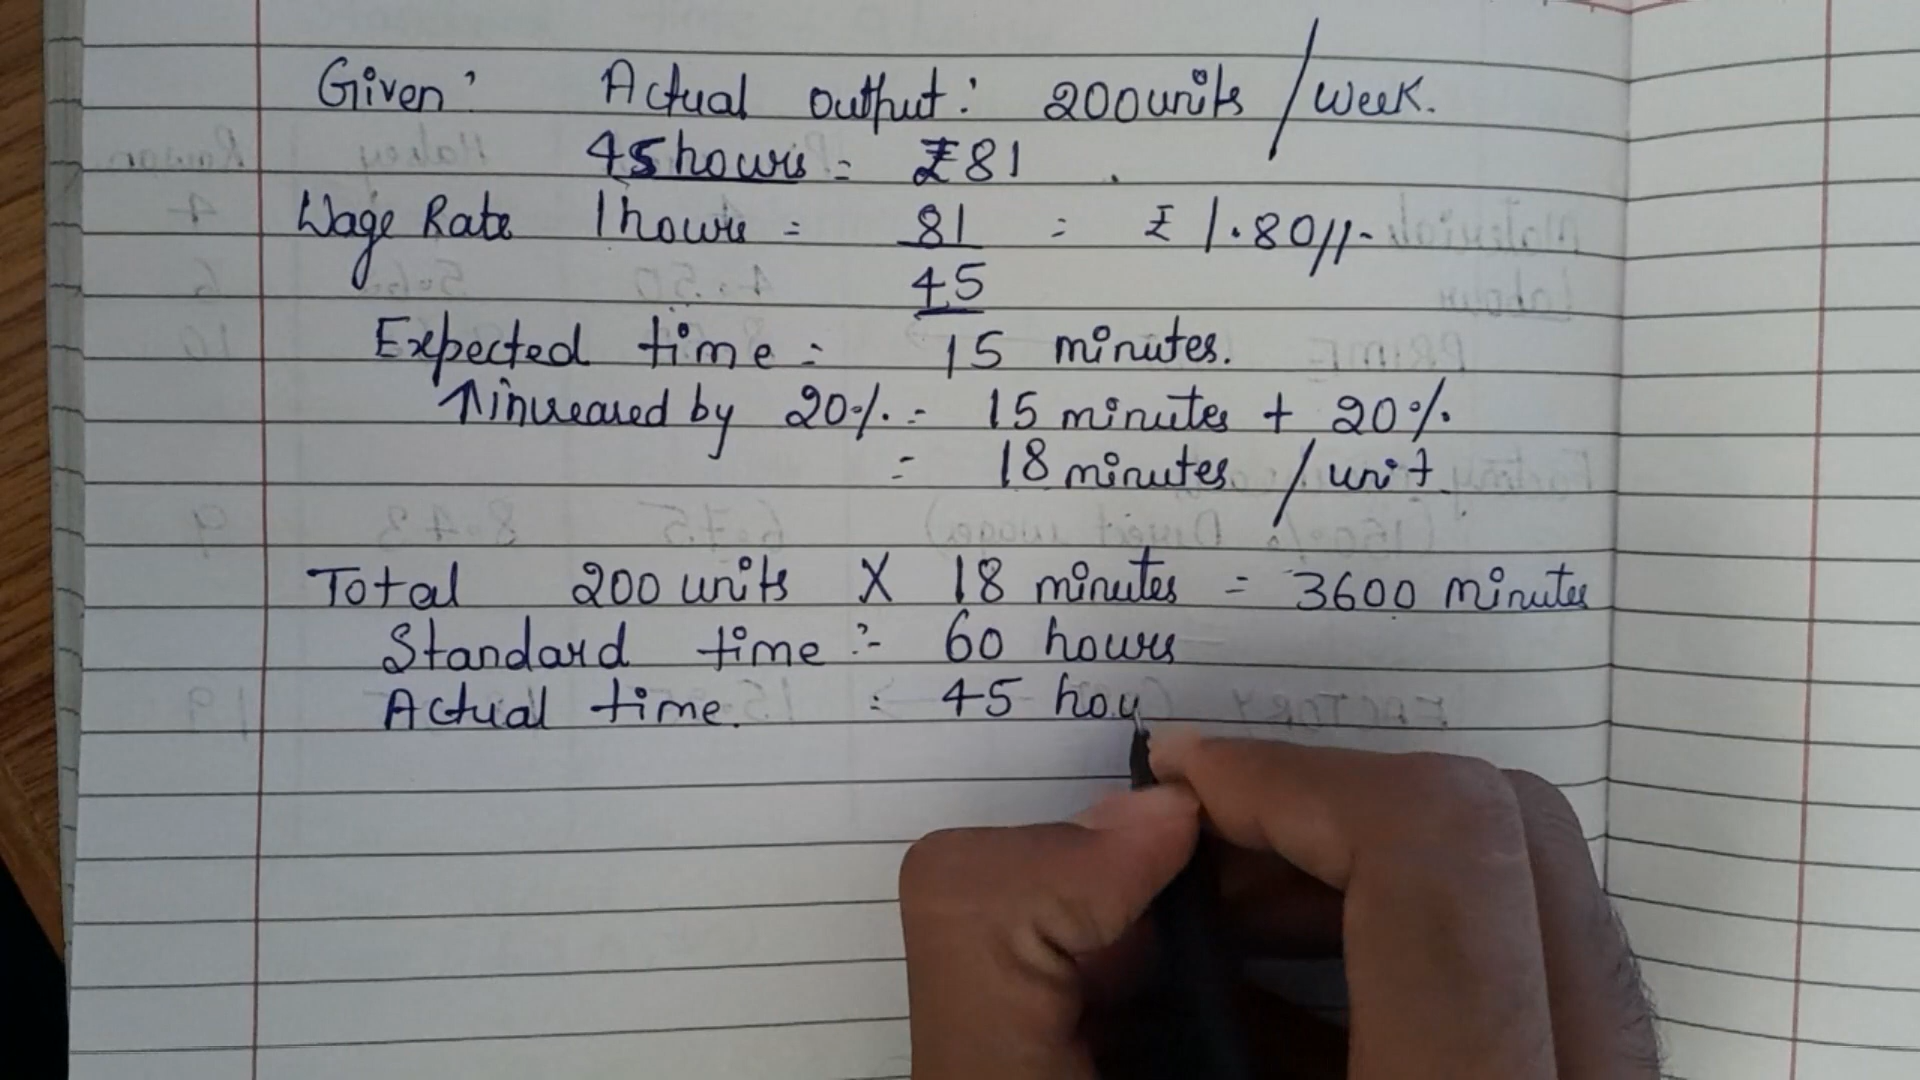 Given: Actual output: 200 units / Week.
45 hours = ₹81
Wage Rate 1 hours = 81 = ₹ 1.80//-
45
Expected time = 15 minutes.
↑ increased by 20% = 15 minutes + 20%
= 18 minutes / unit
Total 200 units X 18 minutes = 3600 minutes
Standard time :- 60 hours
Actual time. : 45 hou